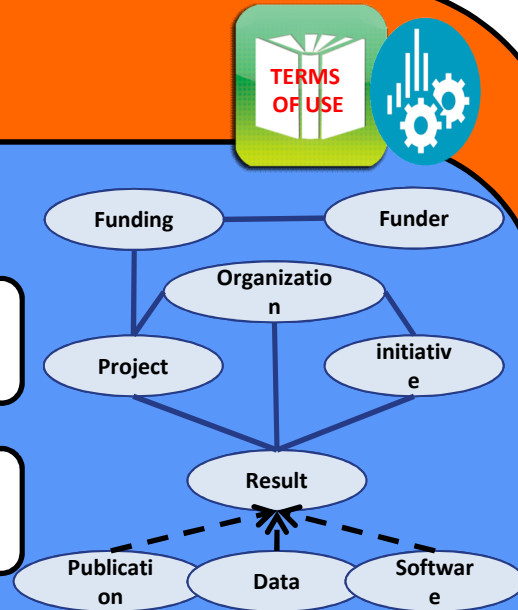 TERMS
OF USE
Funding
Funder
Organizatio
n
Project
initiativ
e
Result
Publicati
on
Data
Softwar
e